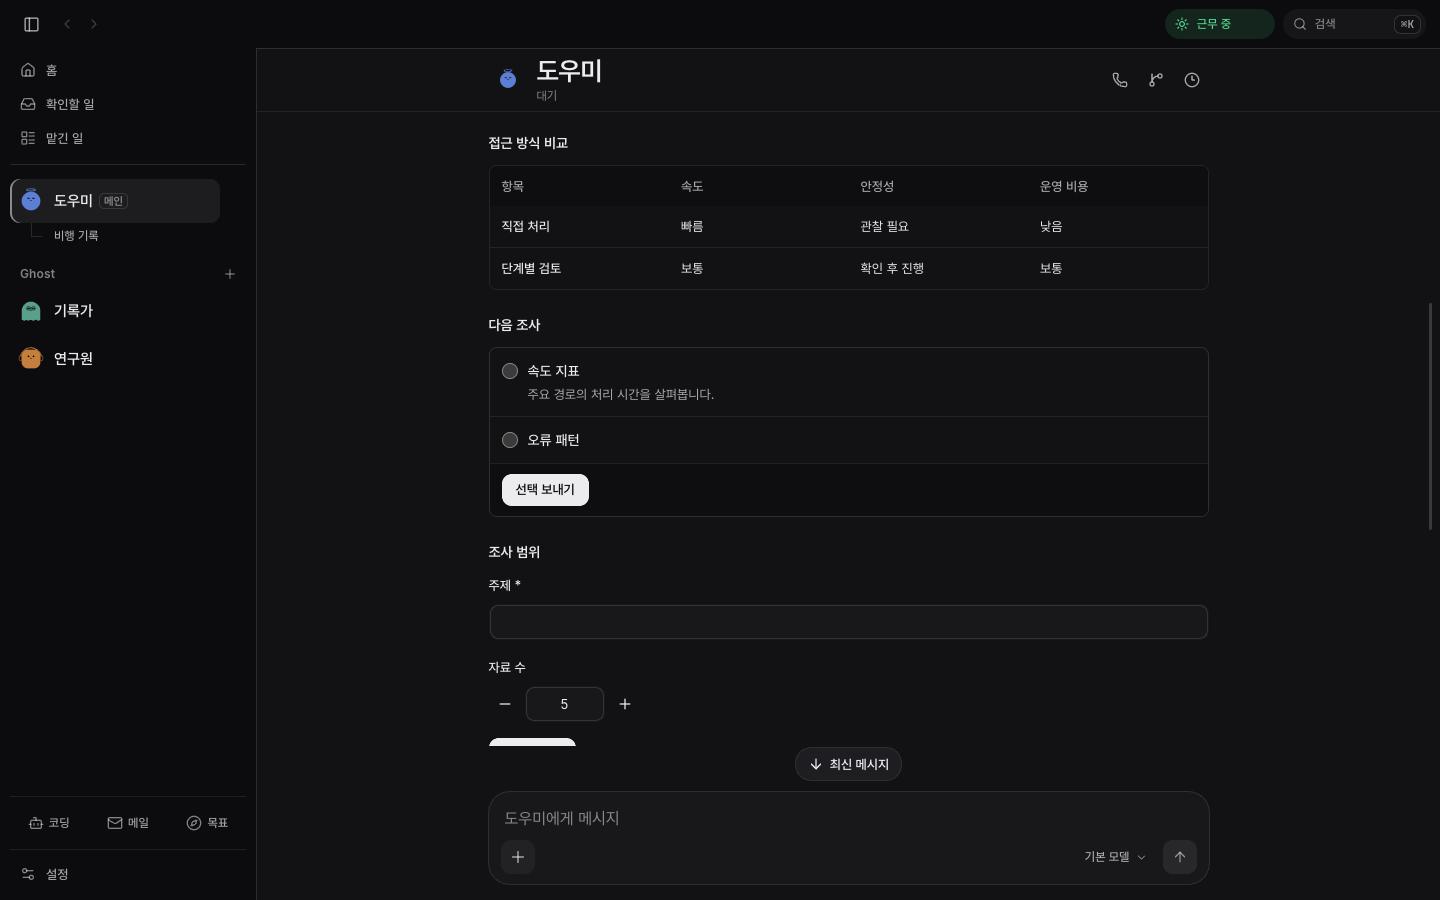 근무 중
검색
⌘K
홈
확인할 일
맡긴 일
도우미 메인
비행 기록
Ghost
기록가
연구원
코딩
메일
목표
설정
도우미
대기
접근 방식 비교
항목 속도 안정성 운영 비용
직접 처리 빠름 관찰 필요 낮음
단계별 검토 보통 확인 후 진행 보통
다음 조사
속도 지표
주요 경로의 처리 시간을 살펴봅니다.
오류 패턴
선택 보내기
조사 범위
주제 *
자료 수
5
최신 메시지
도우미에게 메시지
기본 모델